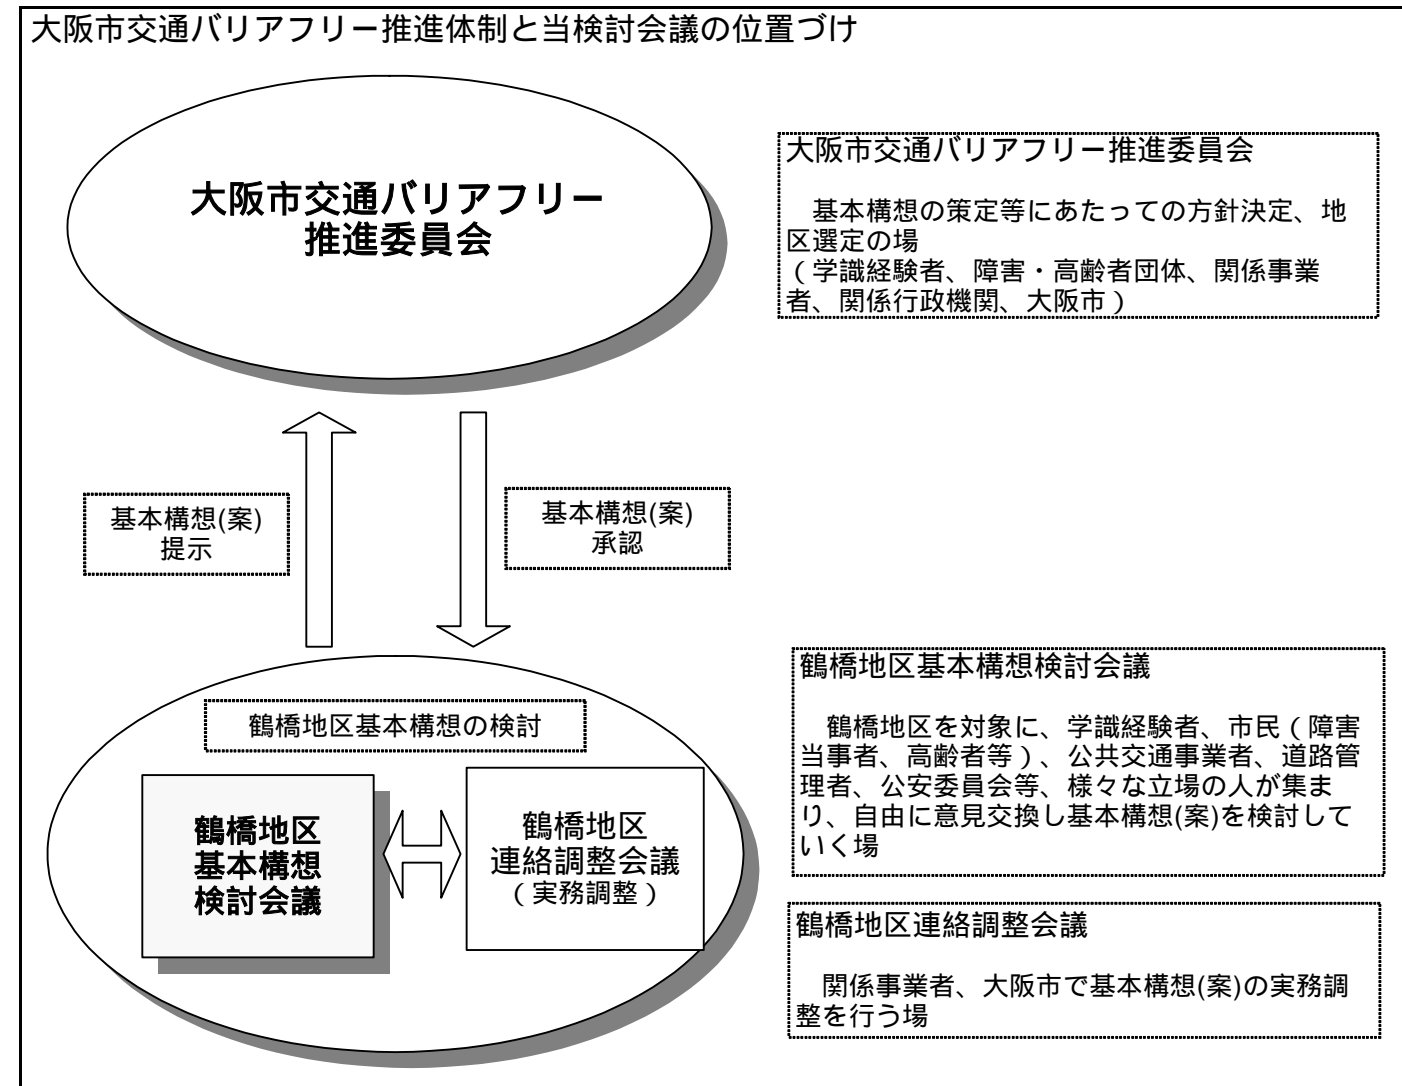 大阪市交通バリアフリー推進体制と当検討会議の位置づけ
大阪市交通バリアフリー
推進委員会
大阪市交通バリアフリー推進委員会
基本構想の策定等にあたっての方針決定、地
区選定の場
（学識経験者、障害・高齢者団体、関係事業
者、関係行政機関、大阪市）
基本構想(案)
提示
基本構想(案)
承認
鶴橋地区基本構想の検討
鶴橋地区
基本構想
検討会議
鶴橋地区
連絡調整会議
（実務調整）
鶴橋地区基本構想検討会議
鶴橋地区を対象に、学識経験者、市民（障害
当事者、高齢者等）、公共交通事業者、道路管
理者、公安委員会等、様々な立場の人が集ま
り、自由に意見交換し基本構想(案)を検討して
いく場
鶴橋地区連絡調整会議
関係事業者、大阪市で基本構想(案)の実務調
整を行う場